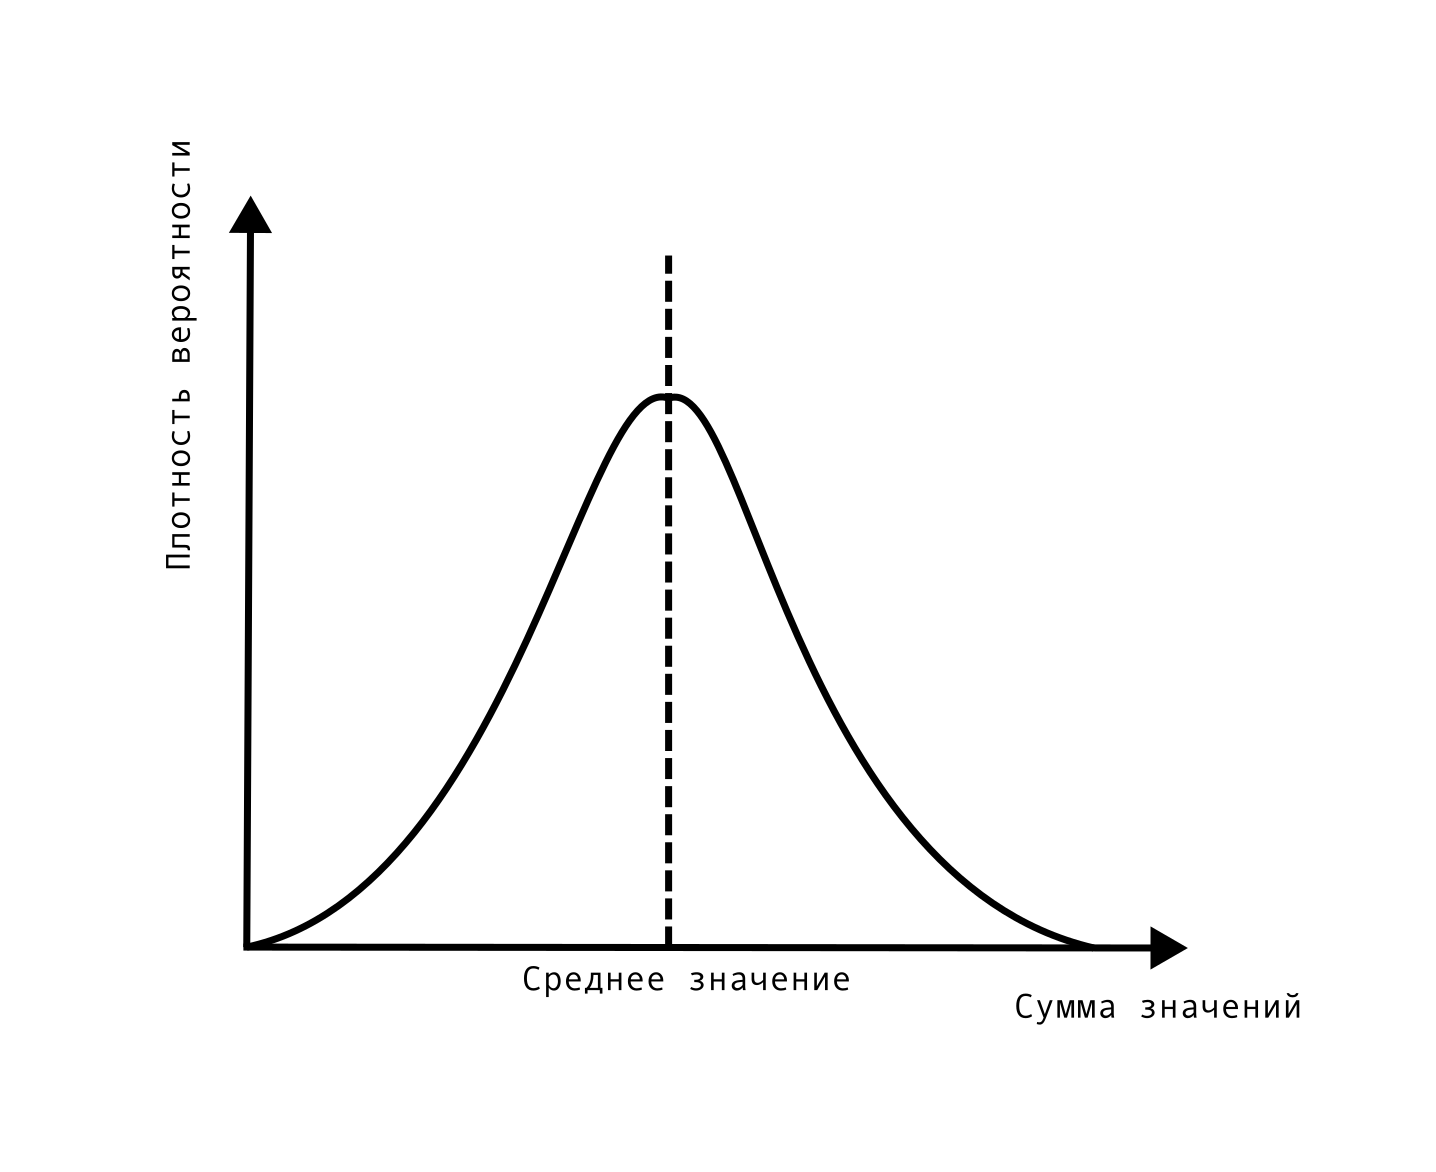 Плотность вероятности
Среднее значение
Сумма значений